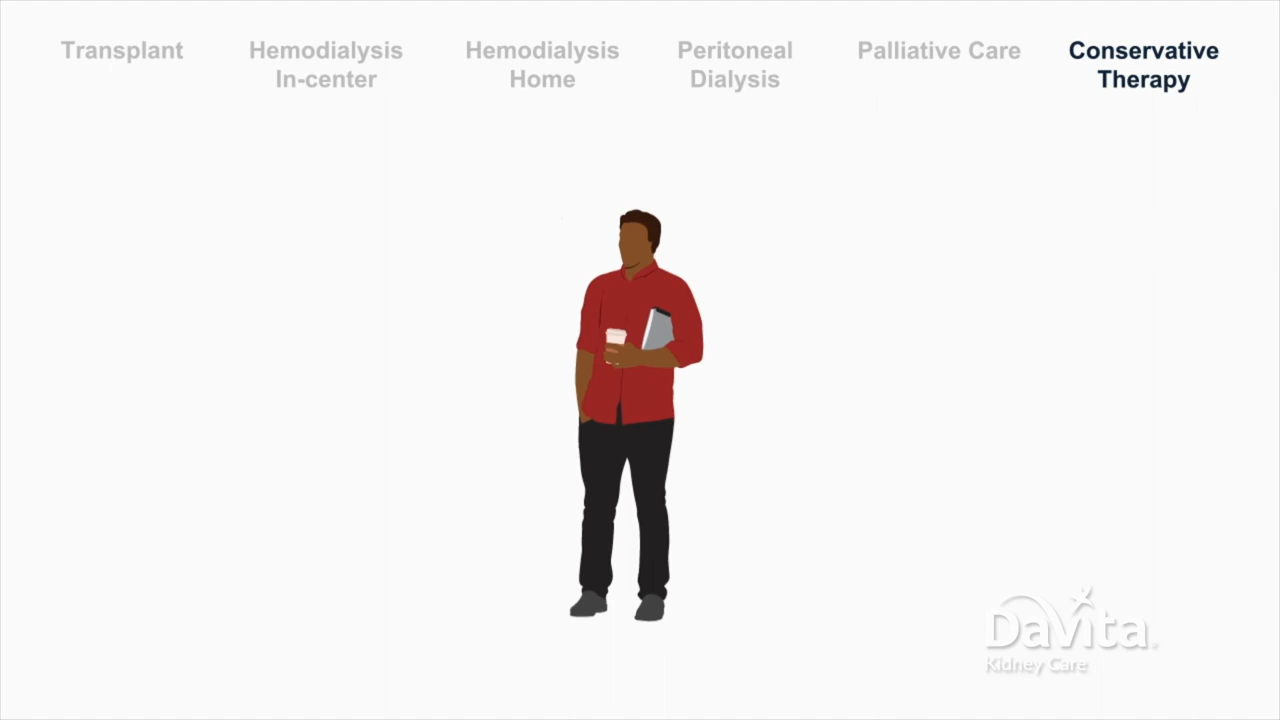 Transplant
Hemodialysis
In-center
Hemodialysis
Home
Peritoneal
Dialysis
Palliative Care
Conservative
Therapy
DaVita®
Kidney Care